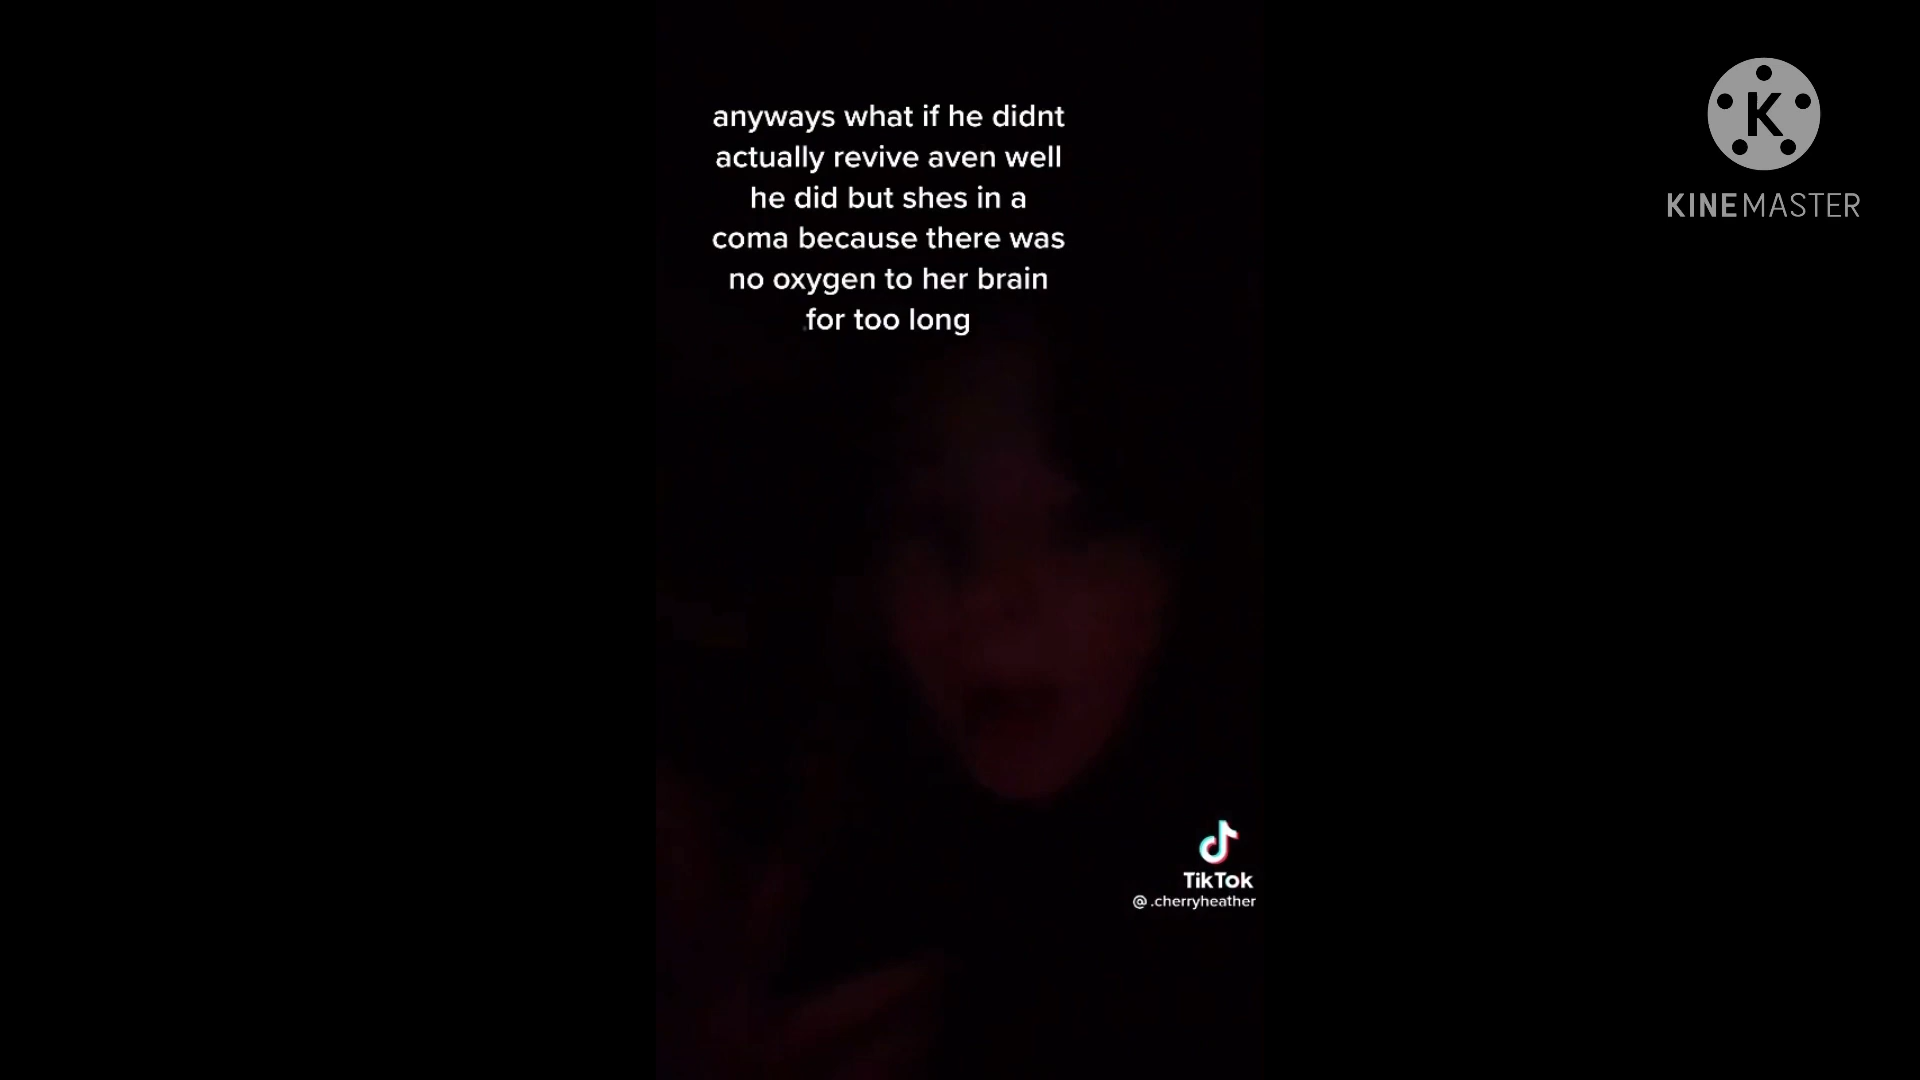 anyways what if he didnt
actually revive aven well
he did but shes in a
coma because there was
no oxygen to her brain
for too long
K
KINEMASTER
TikTok
@.cherryheather